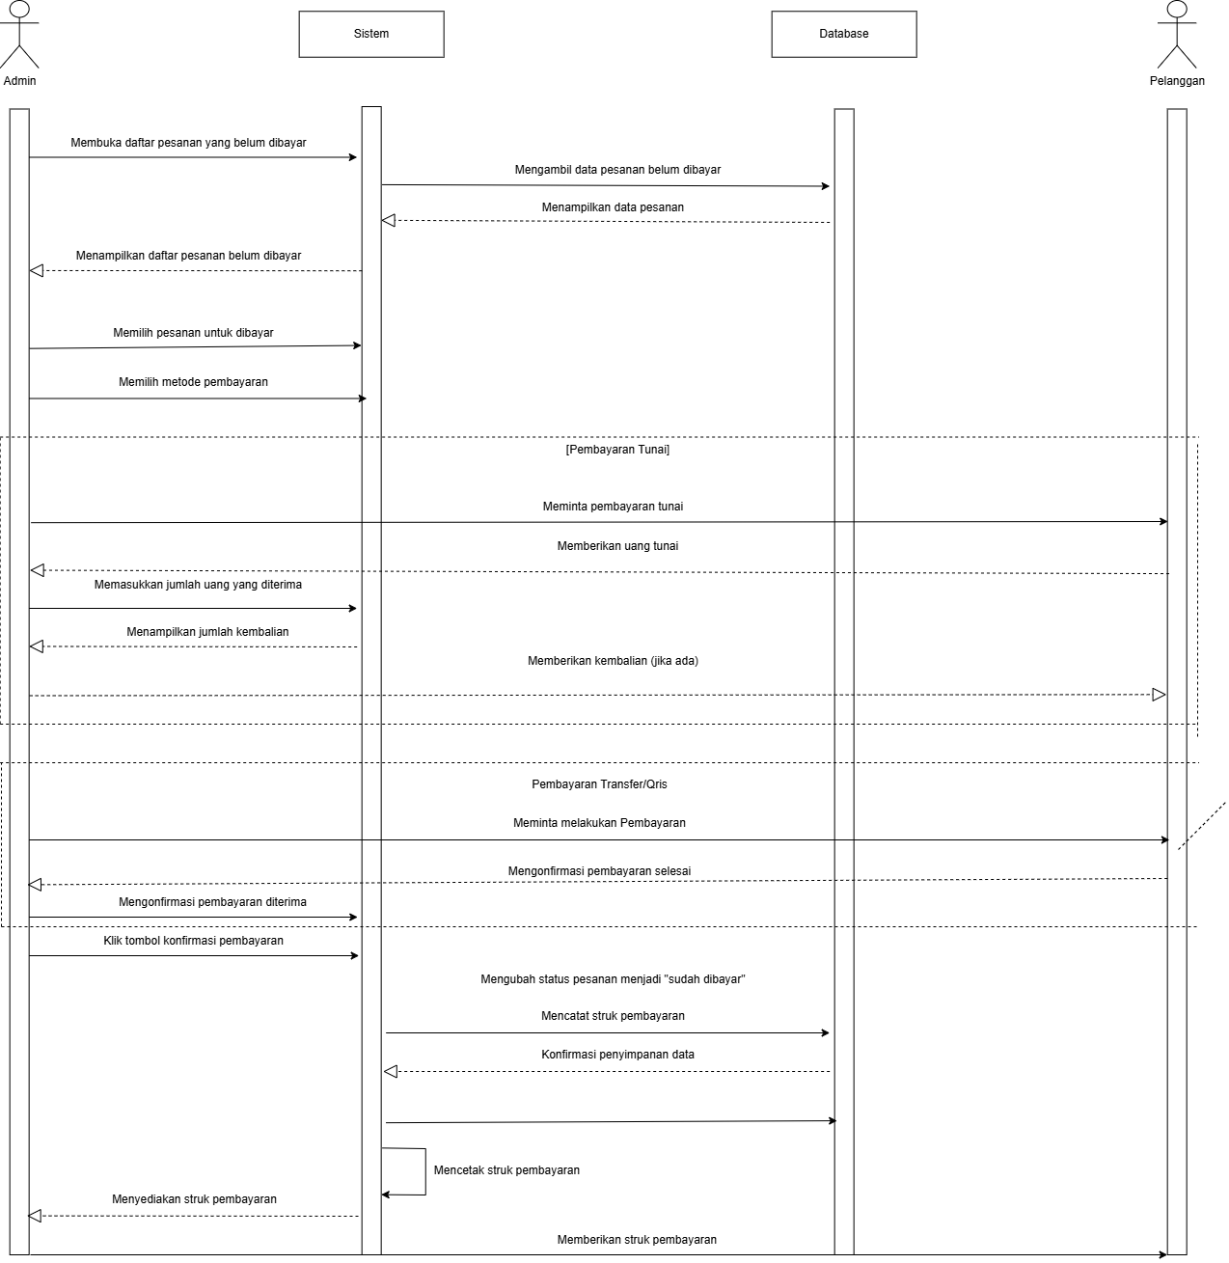 Admin
Sistem
Database
Pelanggan
Membuka daftar pesanan yang belum dibayar
Mengambil data pesanan belum dibayar
Menampilkan data pesanan
Menampilkan daftar pesanan belum dibayar
Memilih pesanan untuk dibayar
Memilih metode pembayaran
[Pembayaran Tunai]
Meminta pembayaran tunai
Memberikan uang tunai
Memasukkan jumlah uang yang diterima
Menampilkan jumlah kembalian
Memberikan kembalian (jika ada)
Pembayaran Transfer/Qris
Meminta melakukan Pembayaran
Mengonfirmasi pembayaran selesai
Mengonfirmasi pembayaran diterima
Klik tombol konfirmasi pembayaran
Mengubah status pesanan menjadi "sudah dibayar"
Mencatat struk pembayaran
Konfirmasi penyimpanan data
Mencetak struk pembayaran
Menyediakan struk pembayaran
Memberikan struk pembayaran